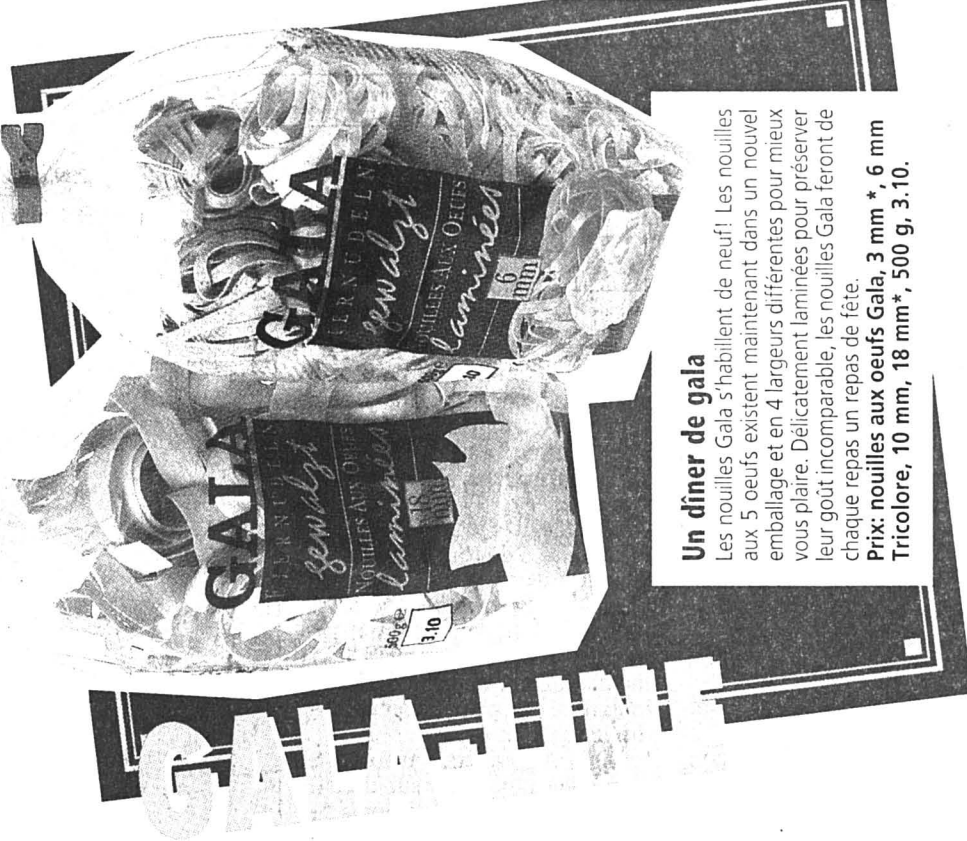 GALA-LINE
GALA
EIERNUDELN
gewalzt
NOUILLES AUX OEUFS
laminées
18
mm
500g e
3.10
GALA
EIERNUDELN
gewalzt
NOUILLES AUX OEUFS
laminées
6
mm
Un dîner de gala
Les nouilles Gala s'habillent de neuf! Les nouilles
aux 5 oeufs existent maintenant dans un nouvel
emballage et en 4 largeurs différentes pour mieux
vous plaire. Délicatement laminées pour préserver
leur goût incomparable, les nouilles Gala feront de
chaque repas un repas de fête.
Prix: nouilles aux oeufs Gala, 3 mm *, 6 mm
Tricolore, 10 mm, 18 mm*, 500 g, 3.10.